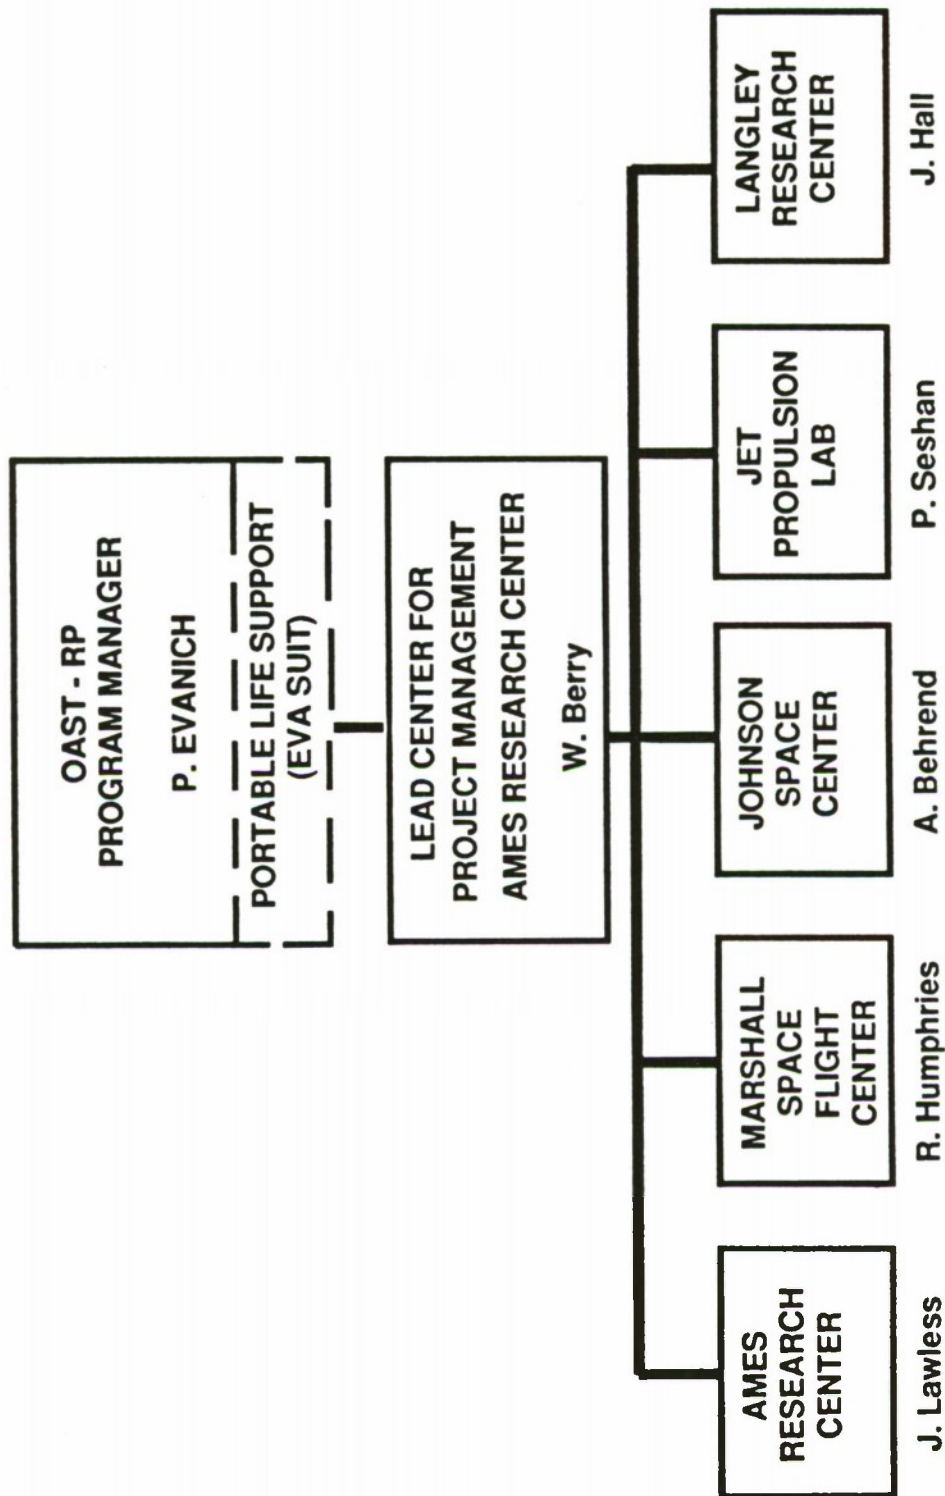 OAST - RP
PROGRAM MANAGER
P. EVANICH
PORTABLE LIFE SUPPORT
(EVA SUIT)
LEAD CENTER FOR
PROJECT MANAGEMENT
AMES RESEARCH CENTER
W. Berry
AMES
RESEARCH
CENTER
J. Lawless
MARSHALL
SPACE
FLIGHT
CENTER
R. Humphries
JOHNSON
SPACE
CENTER
A. Behrend
JET
PROPULSION
LAB
P. Seshan
LANGLEY
RESEARCH
CENTER
J. Hall